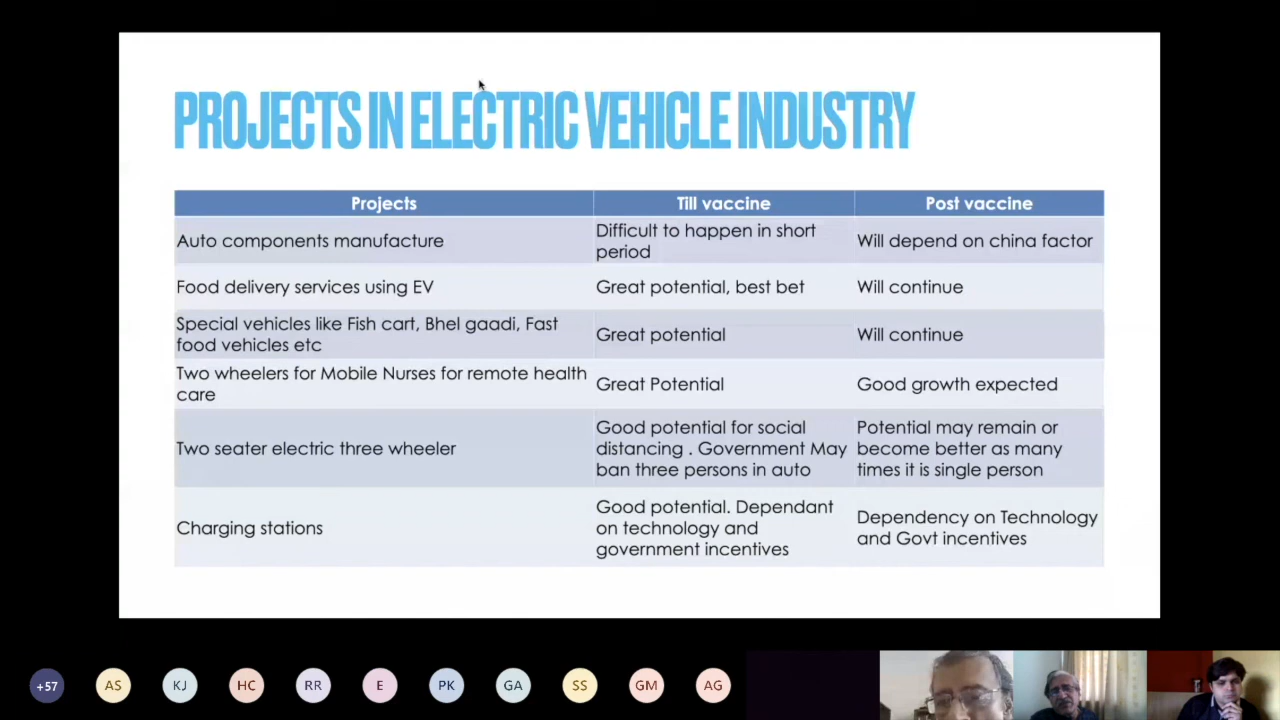 PROJECTS IN ELECTRIC VEHICLE INDUSTRY
Projects
Till vaccine
Post vaccine
Auto components manufacture
Difficult to happen in short
period
Will depend on china factor
Food delivery services using EV
Great potential, best bet
Will continue
Special vehicles like Fish cart, Bhel gaadi, Fast
food vehicles etc
Great potential
Will continue
Two wheelers for Mobile Nurses for remote health
care
Great Potential
Good growth expected
Two seater electric three wheeler
Good potential for social
distancing . Government May
ban three persons in auto
Potential may remain or
become better as many
times it is single person
Charging stations
Good potential. Dependant
on technology and
government incentives
Dependency on Technology
and Govt incentives
+57
AS
KJ
HC
RR
E
PK
GA
SS
GM
AG